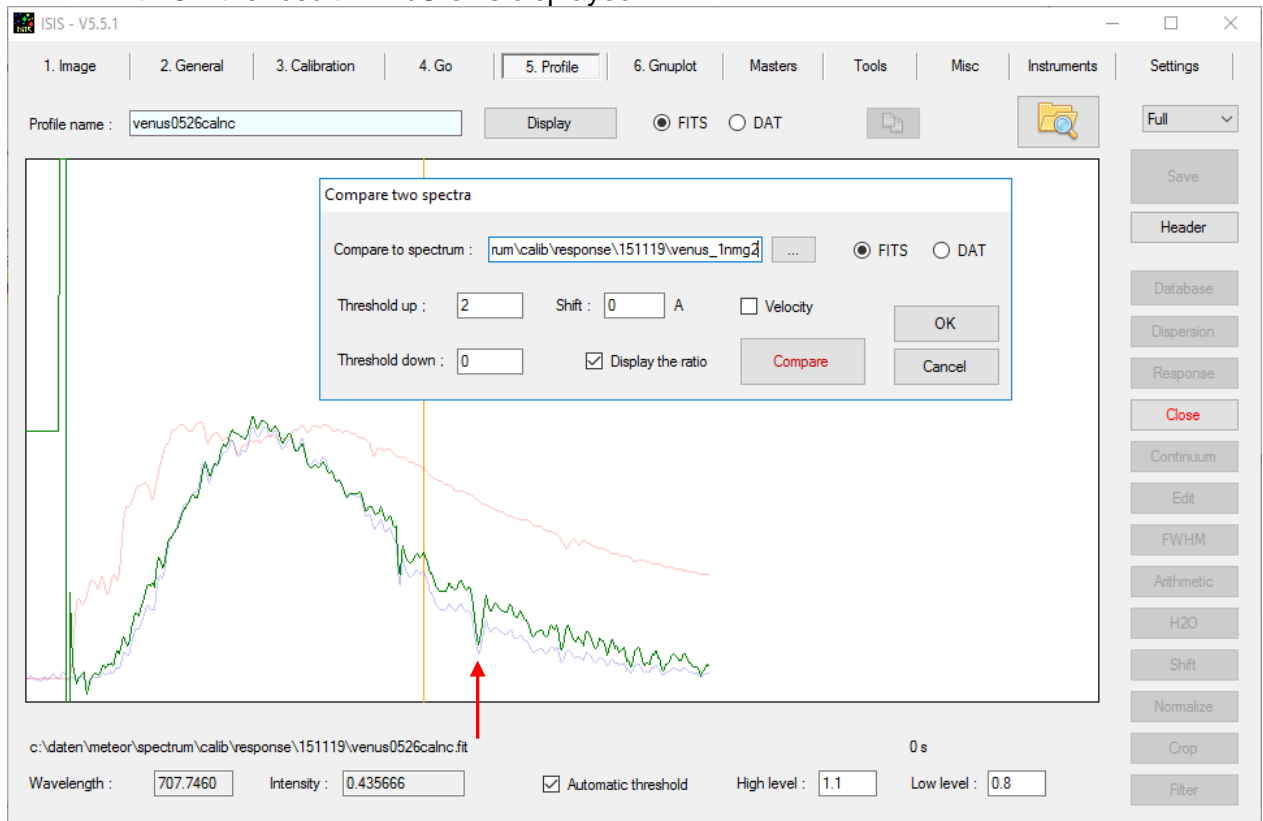 ISIS - V5.5.1
1. Image 2. General 3. Calibration 4. Go 5. Profile 6. Gnuplot Masters Tools Misc Instruments Settings
Profile name : venus0526calnc Display FITS DAT Full
Save
Header
Database
Dispersion
Response
Close
Continuum
Edit
FWHM
Arithmetic
H2O
Shift
Normalize
Crop
Filter
Compare two spectra
Compare to spectrum : rum\calib\response\151119\venus_1nmg2 ... FITS DAT
Threshold up : 2 Shift : 0 A Velocity OK
Threshold down : 0 Display the ratio Compare Cancel
c:\daten\meteor\spectrum\calib\response\151119\venus0526calnc.fit 0 s
Wavelength : 707.7460 Intensity : 0.435666 Automatic threshold High level : 1.1 Low level : 0.8